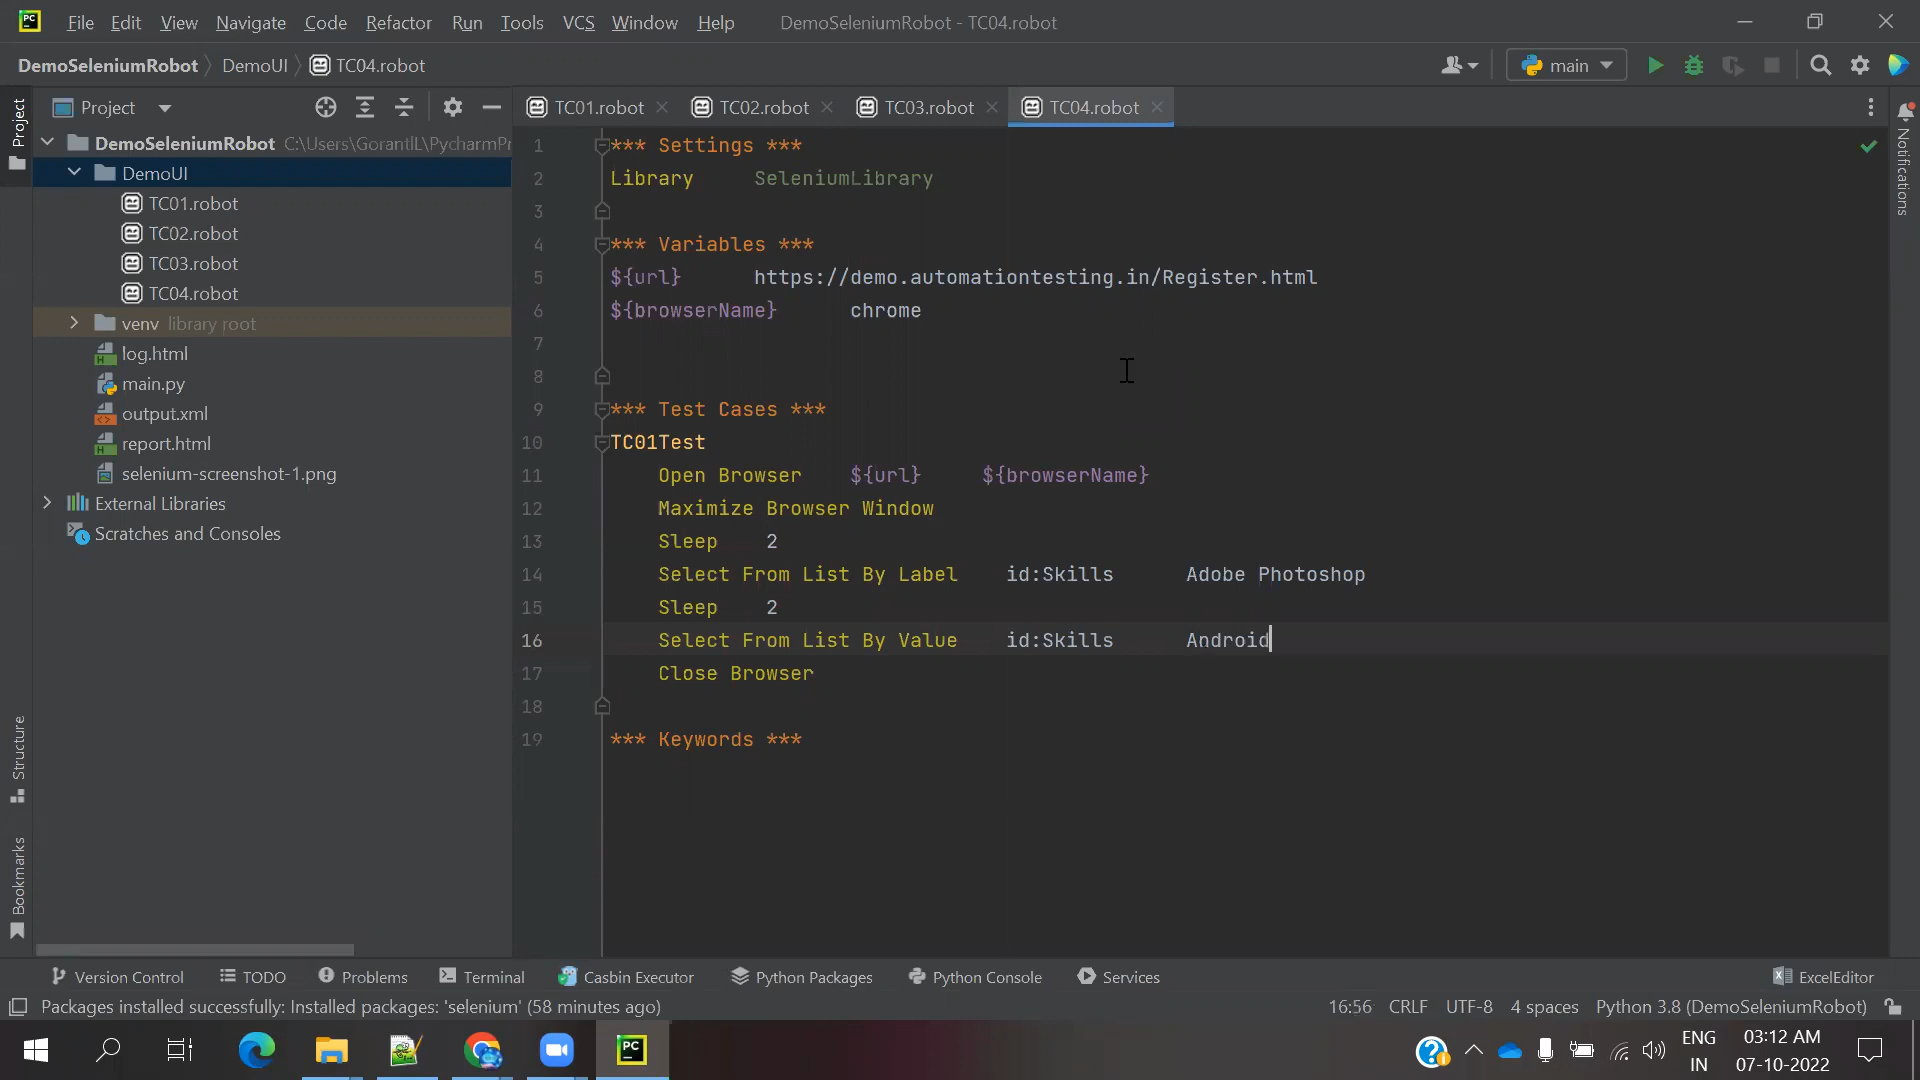 PC File Edit View Navigate Code Refactor Run Tools VCS Window Help DemoSeleniumRobot - TC04.robot
DemoSeleniumRobot DemoUI TC04.robot main
Project
Project
DemoSeleniumRobot C:\Users\GorantlL\PycharmPr
DemoUI
TC01.robot
TC02.robot
TC03.robot
TC04.robot
venv library root
log.html
main.py
output.xml
report.html
selenium-screenshot-1.png
External Libraries
Scratches and Consoles
Structure
Bookmarks
TC01.robot TC02.robot TC03.robot TC04.robot
1 *** Settings ***
2 Library SeleniumLibrary
3
4 *** Variables ***
5 ${url} https://demo.automationtesting.in/Register.html
6 ${browserName} chrome
7
8
9 *** Test Cases ***
10 TC01Test
11 Open Browser ${url} ${browserName}
12 Maximize Browser Window
13 Sleep 2
14 Select From List By Label id:Skills Adobe Photoshop
15 Sleep 2
16 Select From List By Value id:Skills Android
17 Close Browser
18
19 *** Keywords ***
Notifications
Version Control TODO Problems Terminal Casbin Executor Python Packages Python Console Services ExcelEditor
Packages installed successfully: Installed packages: 'selenium' (58 minutes ago) 16:56 CRLF UTF-8 4 spaces Python 3.8 (DemoSeleniumRobot)
PC
ENG
IN
03:12 AM
07-10-2022